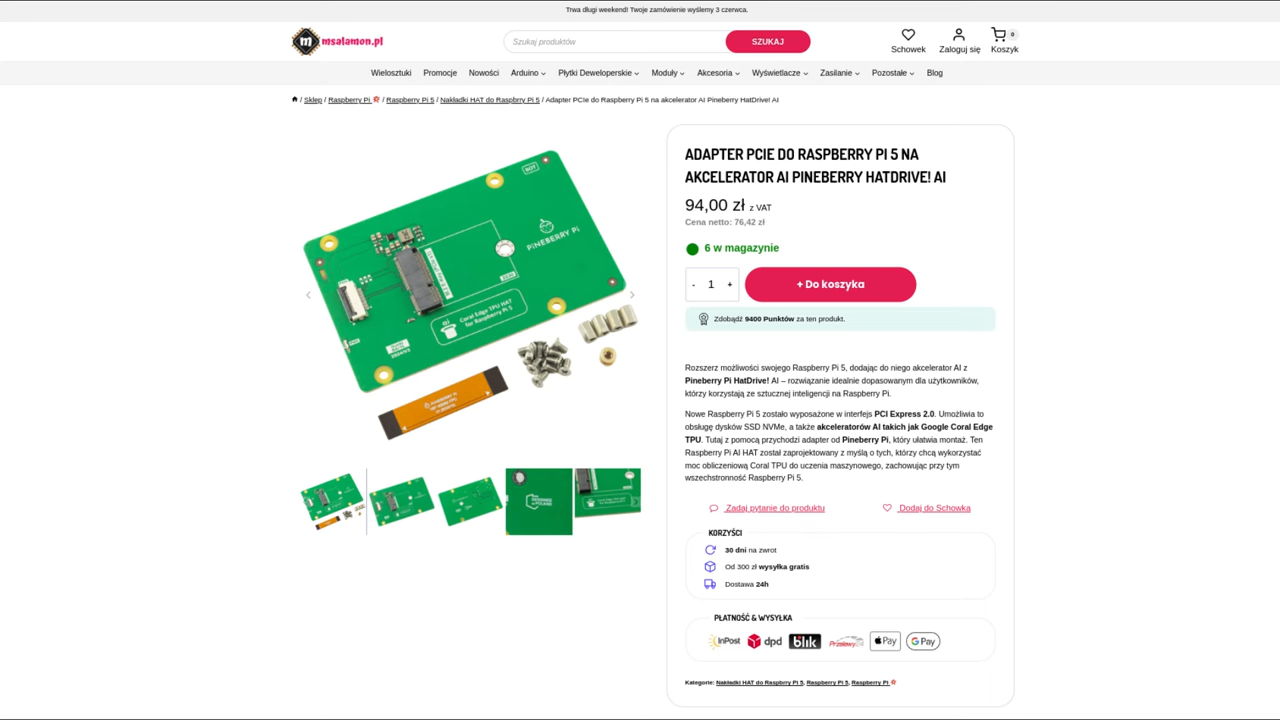 Trwa długi weekend! Twoje zamówienie wyślemy 3 czerwca.
m msalamon.pl
Szukaj produktów
SZUKAJ
Schowek
Zaloguj się
0
Koszyk
Wielosztuki Promocje Nowości Arduino Płytki Deweloperskie Moduły Akcesoria Wyświetlacze Zasilanie Pozostałe Blog
/ Sklep / Raspberry Pi / Raspberry Pi 5 / Nakładki HAT do Raspbrry Pi 5 / Adapter PCIe do Raspberry Pi 5 na akcelerator AI Pineberry HatDrive! AI
BOT
PiNEBERRY Pi
Coral Edge TPU HAT
for Raspberry Pi 5
ADAPTER PCIE DO RASPBERRY PI 5 NA
AKCELERATOR AI PINEBERRY HATDRIVE! AI
94,00 zł z VAT
Cena netto: 76,42 zł
6 w magazynie
- 1 +
+ Do koszyka
Zdobądź 9400 Punktów za ten produkt.
Rozszerz możliwości swojego Raspberry Pi 5, dodając do niego akcelerator AI z
Pineberry Pi HatDrive! AI – rozwiązanie idealnie dopasowanym dla użytkowników,
którzy korzystają ze sztucznej inteligencji na Raspberry Pi.
Nowe Raspberry Pi 5 zostało wyposażone w interfejs PCI Express 2.0. Umożliwia to
obsługę dysków SSD NVMe, a także akceleratorów AI takich jak Google Coral Edge
TPU. Tutaj z pomocą przychodzi adapter od Pineberry Pi, który ułatwia montaż. Ten
Raspberry Pi AI HAT został zaprojektowany z myślą o tych, którzy chcą wykorzystać
moc obliczeniową Coral TPU do uczenia maszynowego, zachowując przy tym
wszechstronność Raspberry Pi 5.
Zadaj pytanie do produktu
Dodaj do Schowka
KORZYŚCI
30 dni na zwrot
Od 300 zł wysyłka gratis
Dostawa 24h
PŁATNOŚĆ & WYSYŁKA
InPost dpd blik Przelewy24 Pay G Pay
Kategorie: Nakładki HAT do Raspbrry Pi 5, Raspberry Pi 5, Raspberry Pi